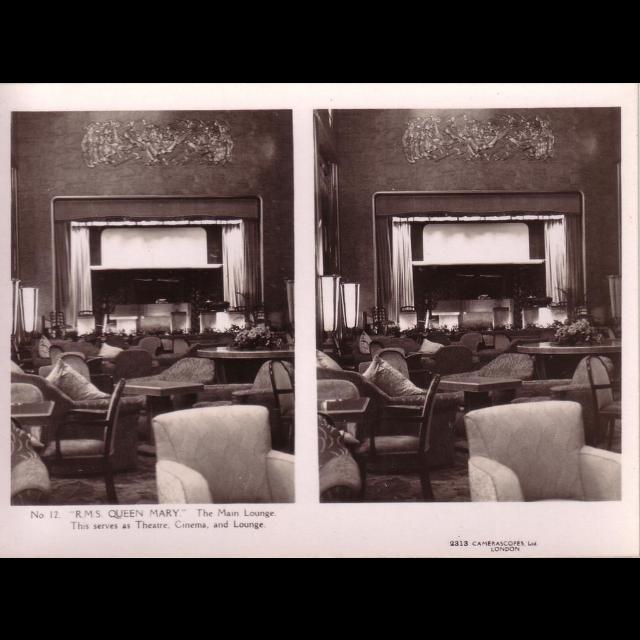 No 12. "R.M.S. QUEEN MARY." The Main Lounge.
This serves as Theatre, Cinema, and Lounge.
2313 CAMERASCOPES, Ltd.
LONDON